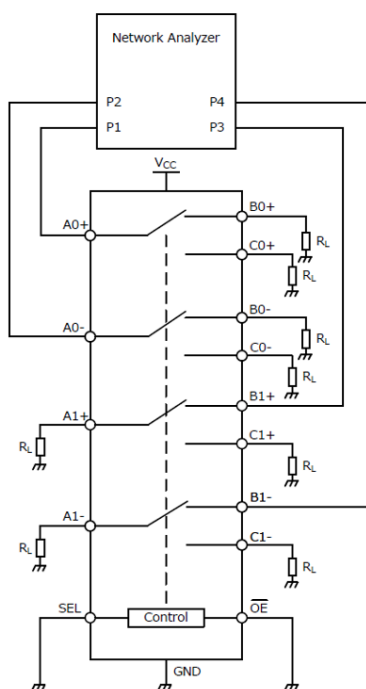 Network Analyzer
P2 P4
P1 P3
VCC
B0+
A0+ RL
C0+
RL
B0-
A0- RL
C0-
RL
B1+
A1+
RL C1+
RL
B1-
A1-
RL C1-
RL
SEL Control OE
GND